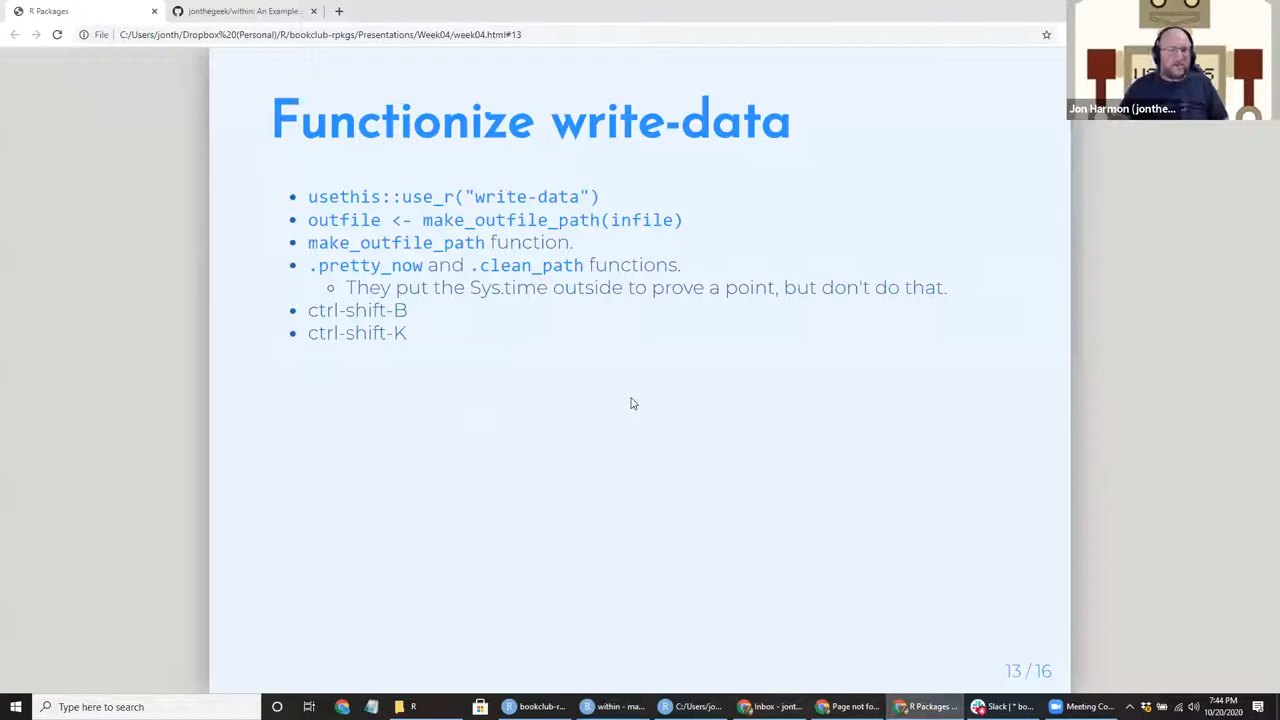 R Packages
jonthegeek/within: An Example
File
C:/Users/jonth/Dropbox%20(Personal)/R/bookclub-rpkgs/Presentations/Week04/week04.html#13
Jon Harmon (jonthe...
Functionize write-data
usethis::use_r("write-data")
outfile <- make_outfile_path(infile)
make_outfile_path function.
.pretty_now and .clean_path functions.
They put the Sys.time outside to prove a point, but don't do that.
ctrl-shift-B
ctrl-shift-K
13 / 16
Type here to search
R
bookclub-r...
within - ma...
C:/Users/jo...
Inbox - jont...
Page not fo...
R Packages ...
Slack | * bo...
Meeting Co...
7:44 PM
10/20/2020